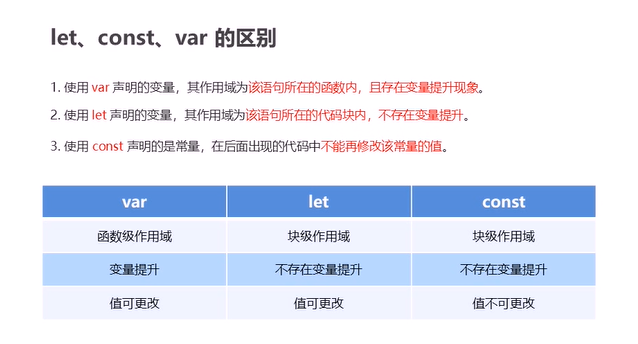 let、const、var 的区别
1. 使用 var 声明的变量，其作用域为该语句所在的函数内，且存在变量提升现象。
2. 使用 let 声明的变量，其作用域为该语句所在的代码块内，不存在变量提升。
3. 使用 const 声明的是常量，在后面出现的代码中不能再修改该常量的值。
var let const
函数级作用域 块级作用域 块级作用域
变量提升 不存在变量提升 不存在变量提升
值可更改 值可更改 值不可更改